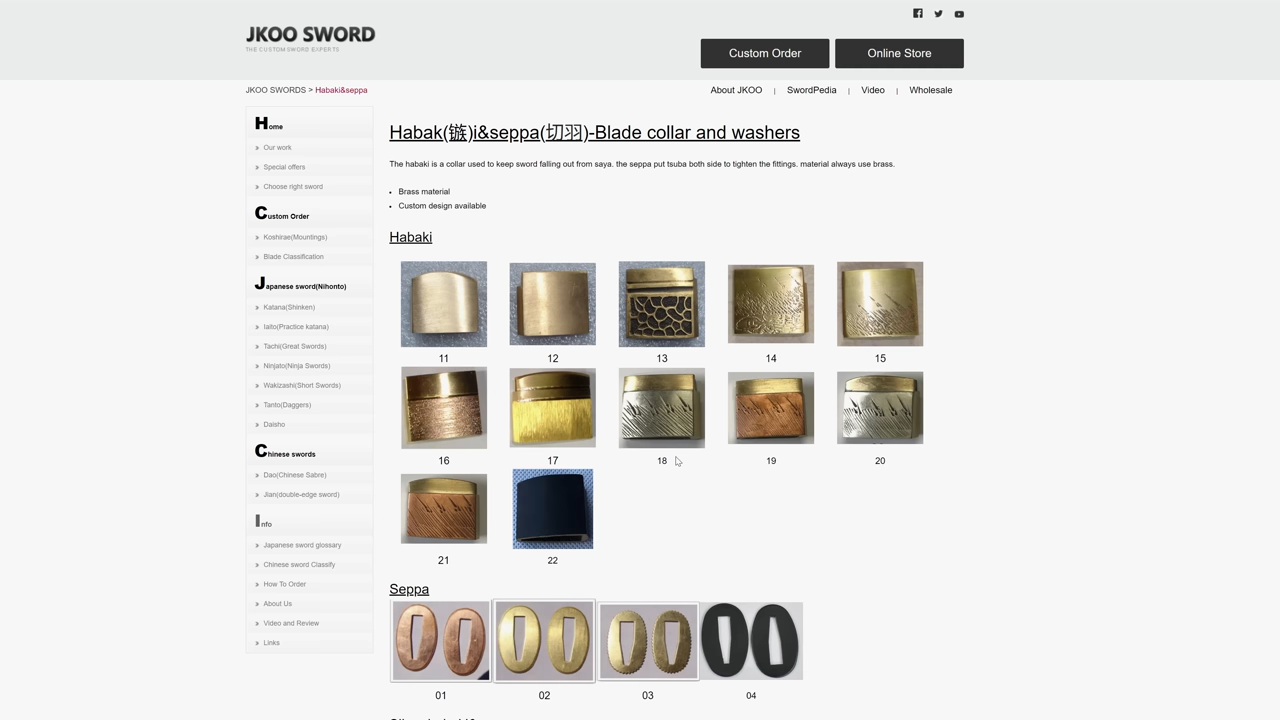 JKOO SWORD
THE CUSTOM SWORD EXPERTS
Custom Order
Online Store
JKOO SWORDS > Habaki&seppa
About JKOO | SwordPedia | Video | Wholesale
Home
Our work
Special offers
Choose right sword
Custom Order
Koshirae(Mountings)
Blade Classification
Japanese sword(Nihonto)
Katana(Shinken)
Iaito(Practice katana)
Tachi(Great Swords)
Ninjato(Ninja Swords)
Wakizashi(Short Swords)
Tanto(Daggers)
Daisho
Chinese swords
Dao(Chinese Sabre)
Jian(double-edge sword)
Info
Japanese sword glossary
Chinese sword Classify
How To Order
About Us
Video and Review
Links
Habak(鎺)i&seppa(切羽)-Blade collar and washers
The habaki is a collar used to keep sword falling out from saya. the seppa put tsuba both side to tighten the fittings. material always use brass.
Brass material
Custom design available
Habaki
11 12 13 14 15
16 17 18 19 20
21 22
Seppa
01 02 03 04